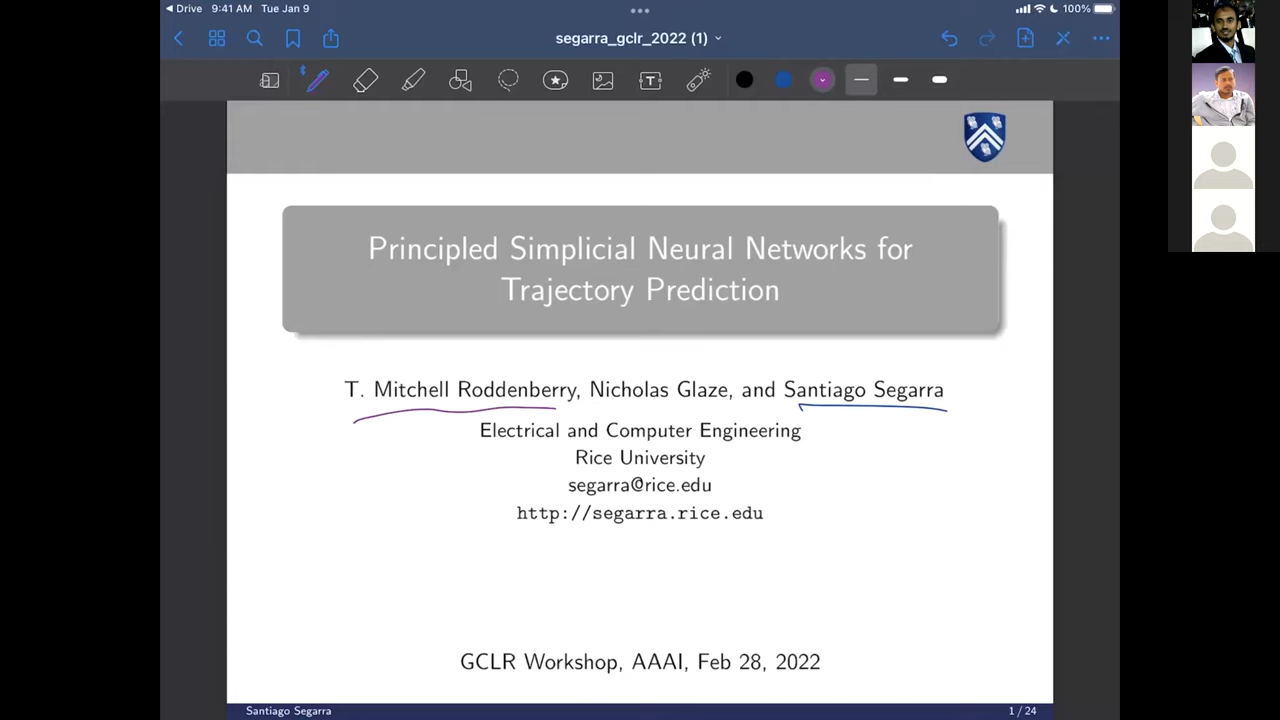 Drive 9:41 AM Tue Jan 9
100%
segarra_gclr_2022 (1)
T
Principled Simplicial Neural Networks for
Trajectory Prediction
T. Mitchell Roddenberry, Nicholas Glaze, and Santiago Segarra
Electrical and Computer Engineering
Rice University
segarra@rice.edu
http://segarra.rice.edu
GCLR Workshop, AAAI, Feb 28, 2022
Santiago Segarra
1 / 24